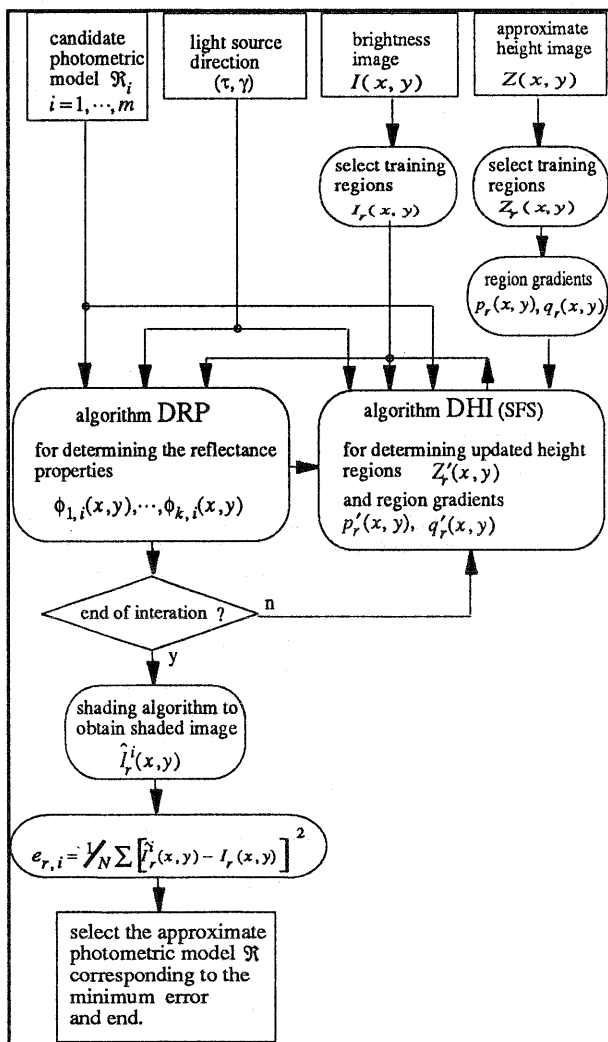 candidate
photometric
model ℜi
i = 1, ⋯, m
light source
direction
(τ, γ)
brightness
image
I(x, y)
approximate
height image
Z(x, y)
select training
regions
Ir(x, y)
select training
regions
Zr(x, y)
region gradients
pr(x, y), qr(x, y)
algorithm DRP
for determining the reflectance
properties
ϕ1,i(x,y),⋯,ϕk,i(x,y)
algorithm DHI (SFS)
for determining updated height
regions Zr′(x,y)
and region gradients
pr′(x,y), qr′(x,y)
end of interation ?
n
y
shading algorithm to
obtain shaded image
Îri(x,y)
er,i = 1/N ∑ [Îri(x,y) − Ir(x,y)]2
select the approximate
photometric model ℜ
corresponding to the
minimum error
and end.